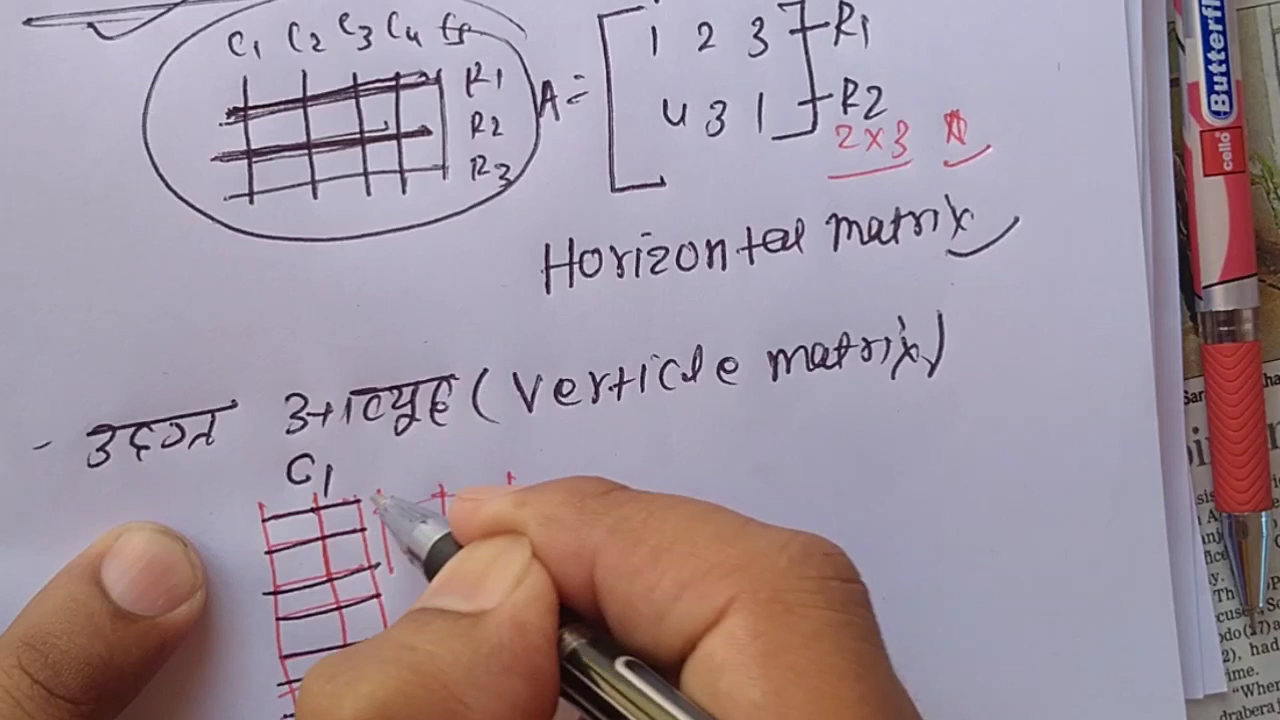 C1 C2 C3 C4
R1
R2
R3
A = [ 1 2 3 ] R1
4 3 1 R2
2×3
Horizontal matrix
उदग्र आव्यूह (Verticle matrix)
C1
Butterfl
cello